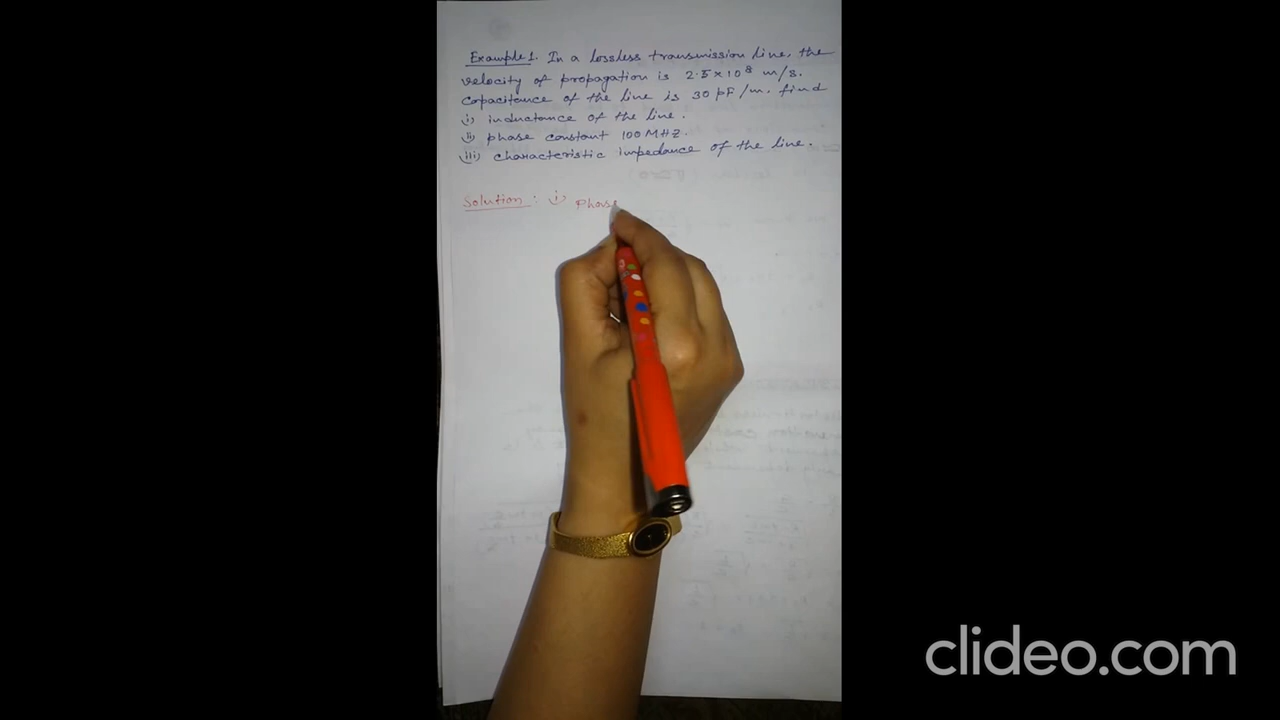 Example 1. In a lossless transmission line, the
velocity of propagation is 2.5 × 10⁸ m/s.
Capacitance of the line is 30 pF/m. find
i) inductance of the line.
ii) phase constant 100 MHZ.
iii) characteristic impedance of the line.
Solution : i) Phase
clideo.com